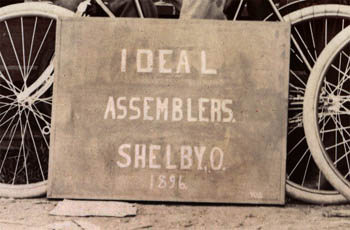 IDEAL
ASSEMBLERS.
SHELBY, O.
1896